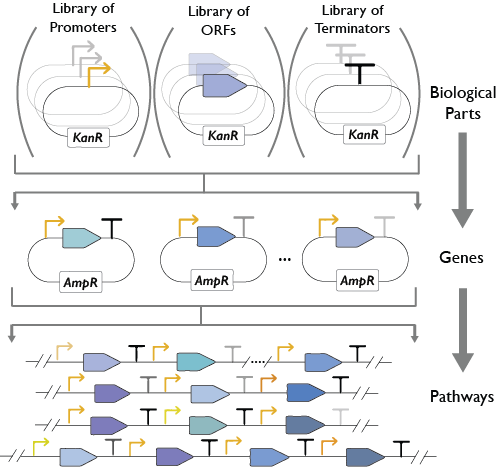 Library of
Promoters
Library of
ORFs
Library of
Terminators
KanR
KanR
KanR
Biological
Parts
AmpR
AmpR
...
AmpR
Genes
Pathways